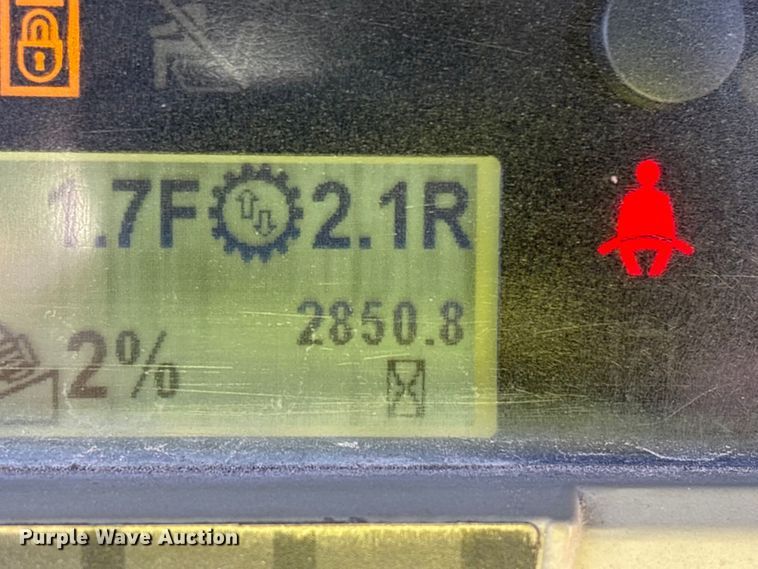 1.7F 2.1R
2850.8
2%
Purple Wave Auction